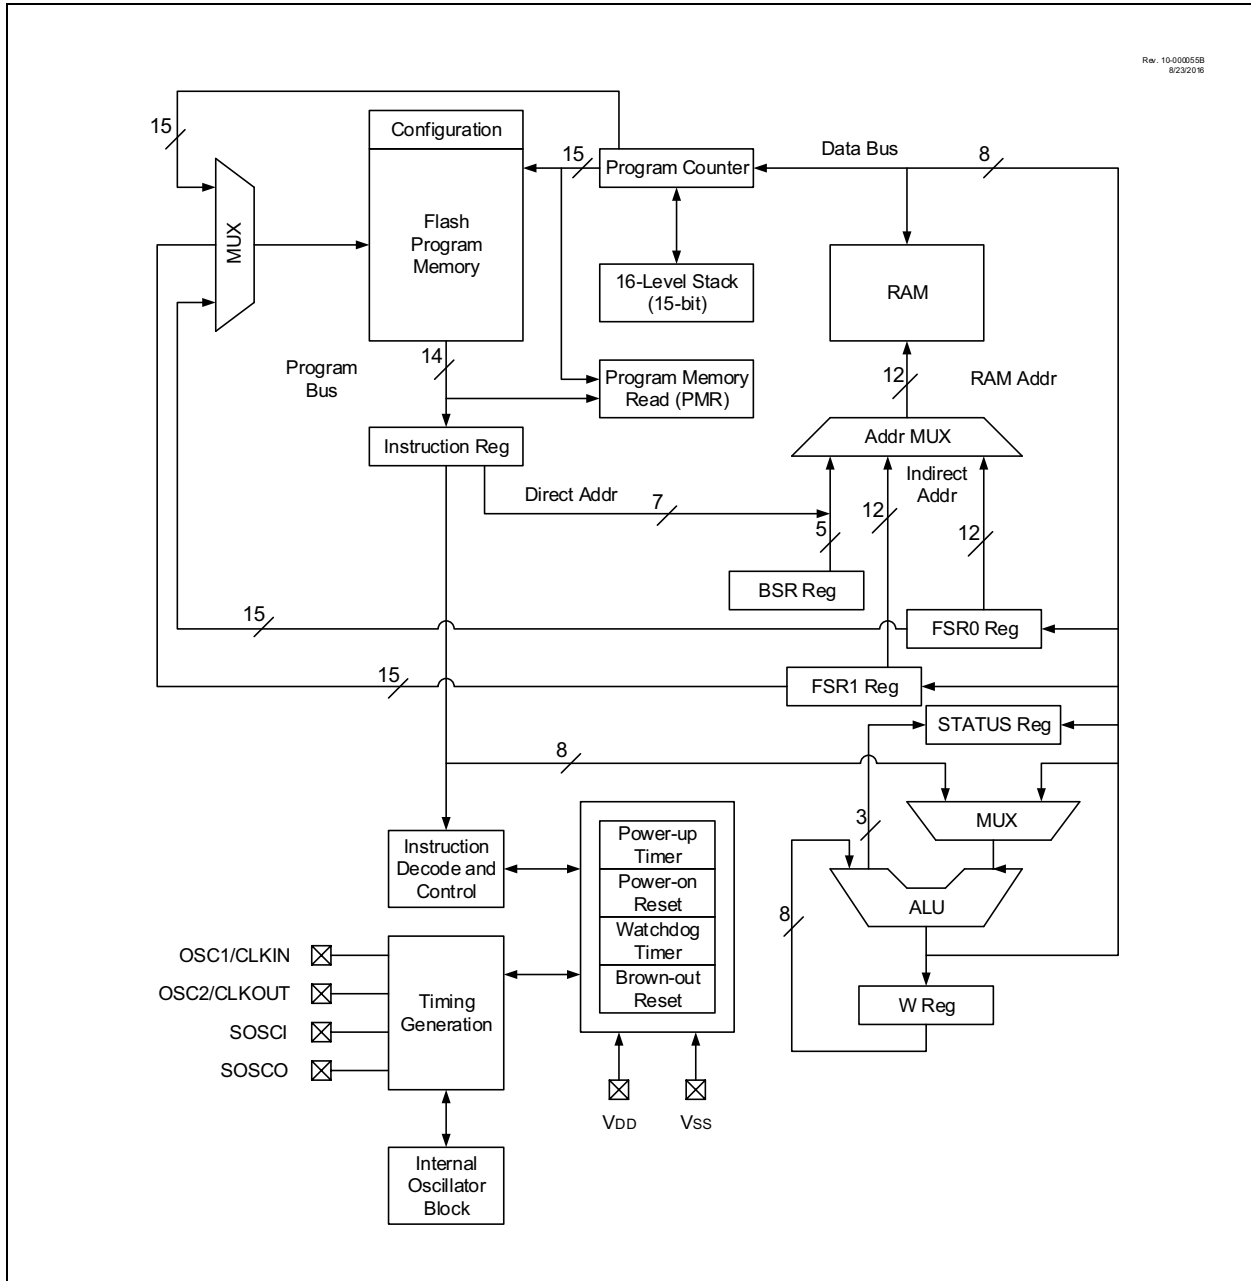 Rev. 10-000055B
8/23/2016
15
Configuration
15
Program Counter
Data Bus
8
MUX
Flash
Program
Memory
16-Level Stack
(15-bit)
RAM
Program
Bus
14
Program Memory
Read (PMR)
12
RAM Addr
Instruction Reg
Addr MUX
Direct Addr
7
Indirect
Addr
5
12
12
BSR Reg
15
FSR0 Reg
15
FSR1 Reg
STATUS Reg
8
3
MUX
Instruction
Decode and
Control
Power-up
Timer
Power-on
Reset
Watchdog
Timer
Brown-out
Reset
8
ALU
W Reg
OSC1/CLKIN
OSC2/CLKOUT
SOSCI
SOSCO
Timing
Generation
VDD
VSS
Internal
Oscillator
Block